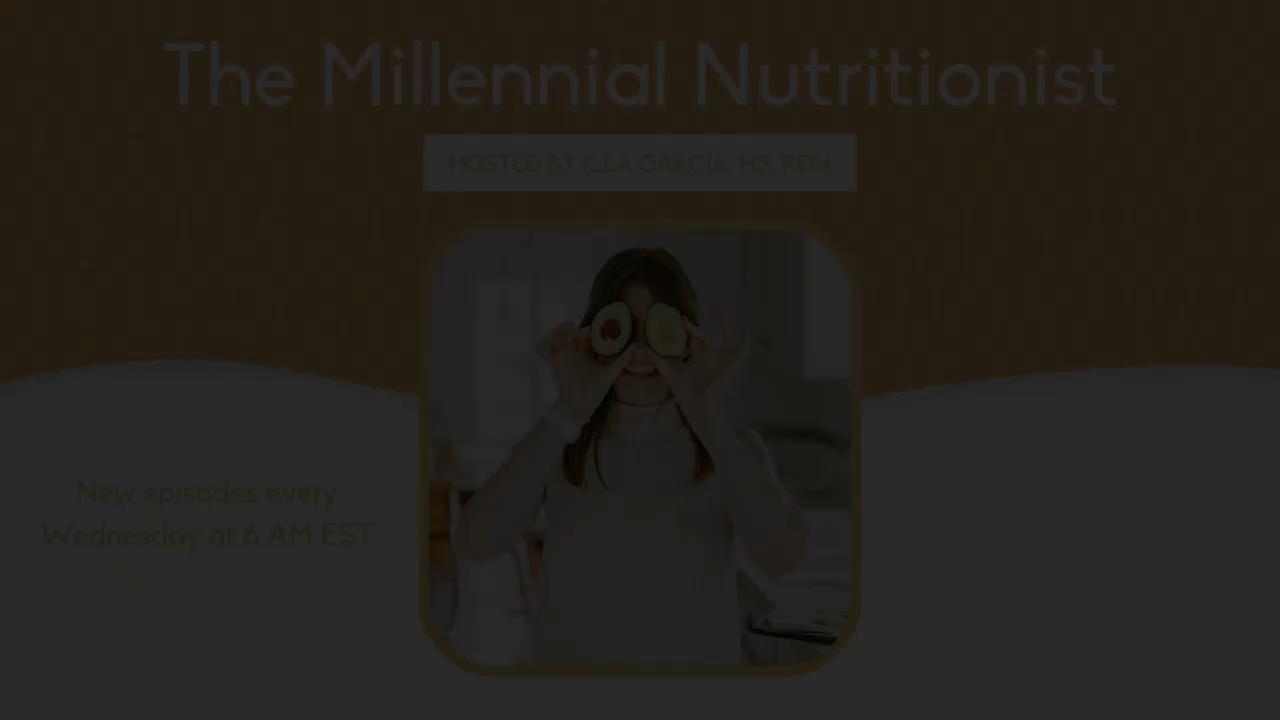 The Millennial Nutritionist
HOSTED BY ILLA GARCIA, MS, RDN
New episodes every
Wednesday at 6 AM EST